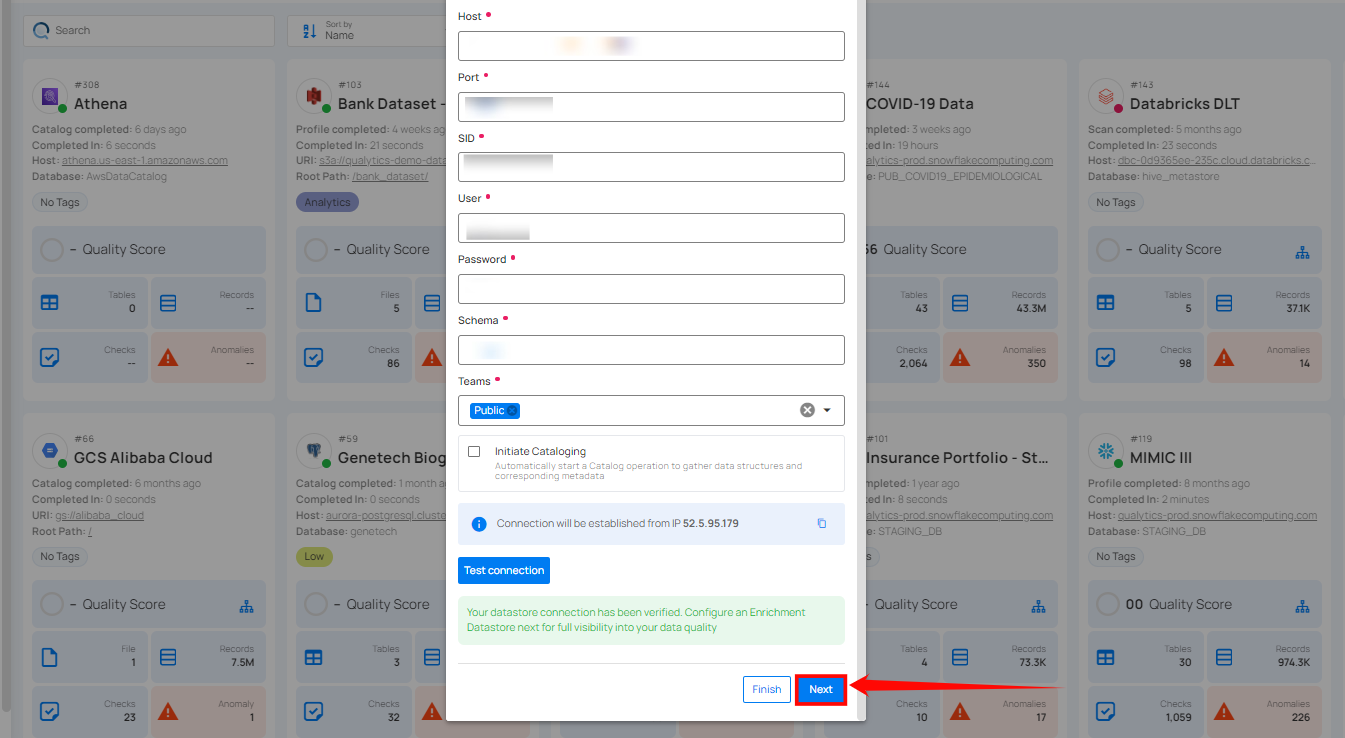 Search
Sort by
Name
#308
Athena
Catalog completed: 6 days ago
Completed In: 6 seconds
Host: athena.us-east-1.amazonaws.com
Database: AwsDataCatalog
No Tags
– Quality Score
Tables
0
Records
--
Checks
--
Anomalies
--
#103
Bank Dataset -
Profile completed: 4 weeks ag
Completed In: 21 seconds
URI: s3a://qualytics-demo-data
Root Path: /bank_dataset/
Analytics
– Quality Score
Files
5
Checks
86
Host
Port
SID
User
Password
Schema
Teams
Public
Initiate Cataloging
Automatically start a Catalog operation to gather data structures and
corresponding metadata
Connection will be established from IP 52.5.95.179
Test connection
Your datastore connection has been verified. Configure an Enrichment
Datastore next for full visibility into your data quality
Finish
Next
#144
COVID-19 Data
mpleted: 3 weeks ago
d In: 19 hours
alytics-prod.snowflakecomputing.com
e: PUB_COVID19_EPIDEMIOLOGICAL
56 Quality Score
Tables
43
Records
43.3M
Checks
2,064
Anomalies
350
#143
Databricks DLT
Scan completed: 5 months ago
Completed In: 23 seconds
Host: dbc-0d9365ee-235c.cloud.databricks.c...
Database: hive_metastore
No Tags
– Quality Score
Tables
5
Records
37.1K
Checks
98
Anomalies
14
#66
GCS Alibaba Cloud
Catalog completed: 6 months ago
Completed In: 0 seconds
URI: gs://alibaba_cloud
Root Path: /
No Tags
– Quality Score
File
1
Records
7.5M
Checks
23
Anomaly
1
#59
Genetech Biog
Catalog completed: 1 month a
Completed In: 0 seconds
Host: aurora-postgresql.cluste
Database: genetech
Low
– Quality Score
Tables
3
Checks
32
#101
Insurance Portfolio - St...
mpleted: 1 year ago
d In: 8 seconds
alytics-prod.snowflakecomputing.com
e: STAGING_DB
s
Quality Score
Tables
4
Records
73.3K
Checks
10
Anomalies
17
#119
MIMIC III
Profile completed: 8 months ago
Completed In: 2 minutes
Host: qualytics-prod.snowflakecomputing.com
Database: STAGING_DB
No Tags
00 Quality Score
Tables
30
Records
974.3K
Checks
1,059
Anomalies
226